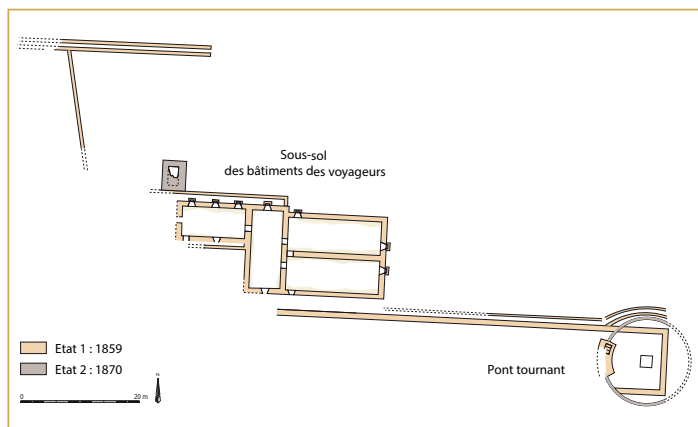 Sous-sol
des bâtiments des voyageurs
Etat 1 : 1859
Etat 2 : 1870
Pont tournant
N
0 20 m